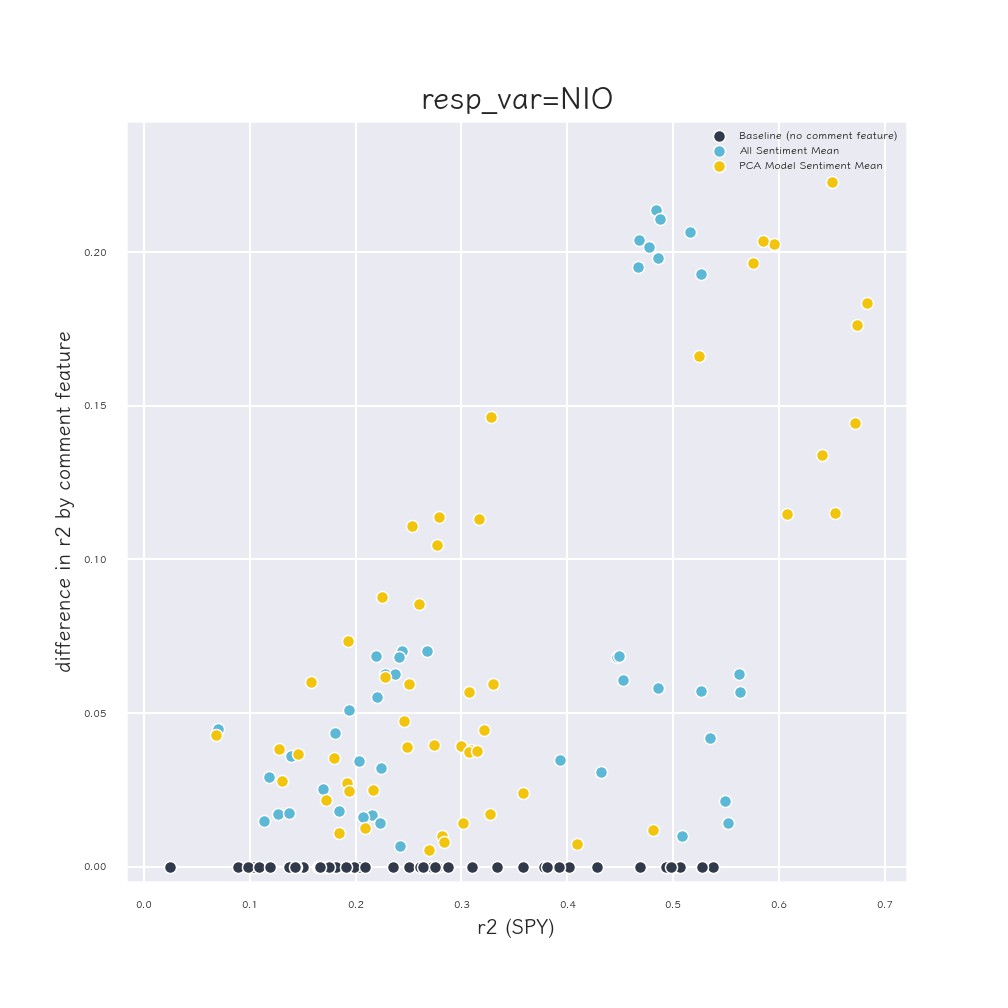 resp_var=NIO
Baseline (no comment feature)
All Sentiment Mean
PCA Model Sentiment Mean
difference in r2 by comment feature
0.20
0.15
0.10
0.05
0.00
0.0 0.1 0.2 0.3 0.4 0.5 0.6 0.7
r2 (SPY)